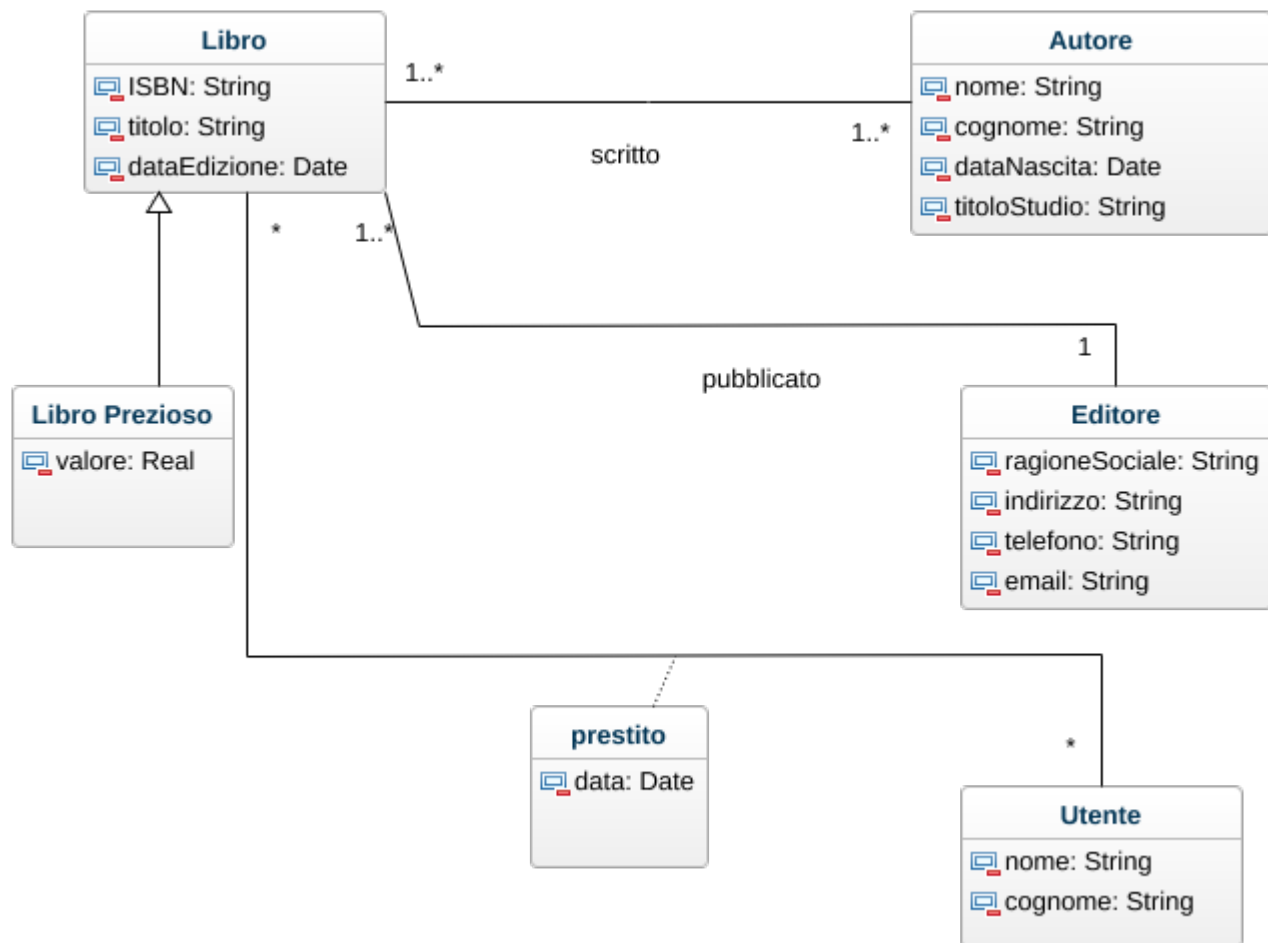 Libro
ISBN: String
titolo: String
dataEdizione: Date
1..*
1..*
scritto
Autore
nome: String
cognome: String
dataNascita: Date
titoloStudio: String
*
1..*
1
pubblicato
Libro Prezioso
valore: Real
Editore
ragioneSociale: String
indirizzo: String
telefono: String
email: String
prestito
data: Date
*
Utente
nome: String
cognome: String